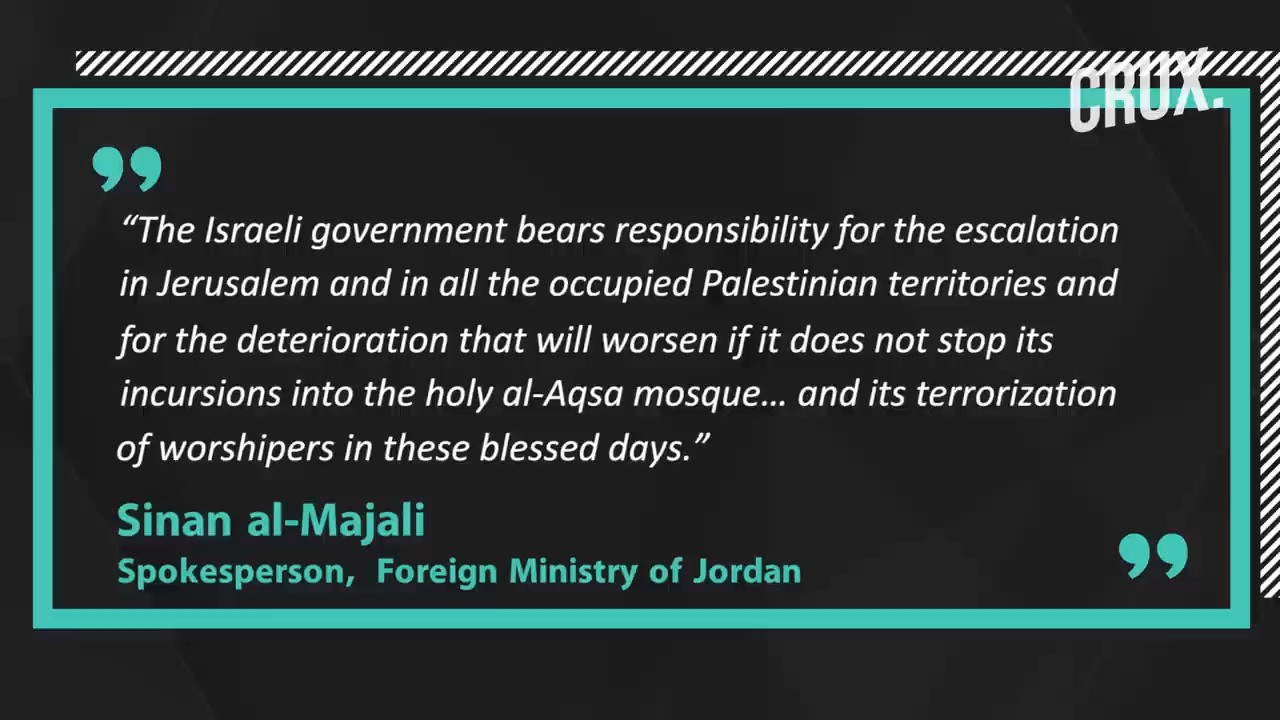 CRUX.
“The Israeli government bears responsibility for the escalation
in Jerusalem and in all the occupied Palestinian territories and
for the deterioration that will worsen if it does not stop its
incursions into the holy al-Aqsa mosque... and its terrorization
of worshipers in these blessed days.”
Sinan al-Majali
Spokesperson, Foreign Ministry of Jordan